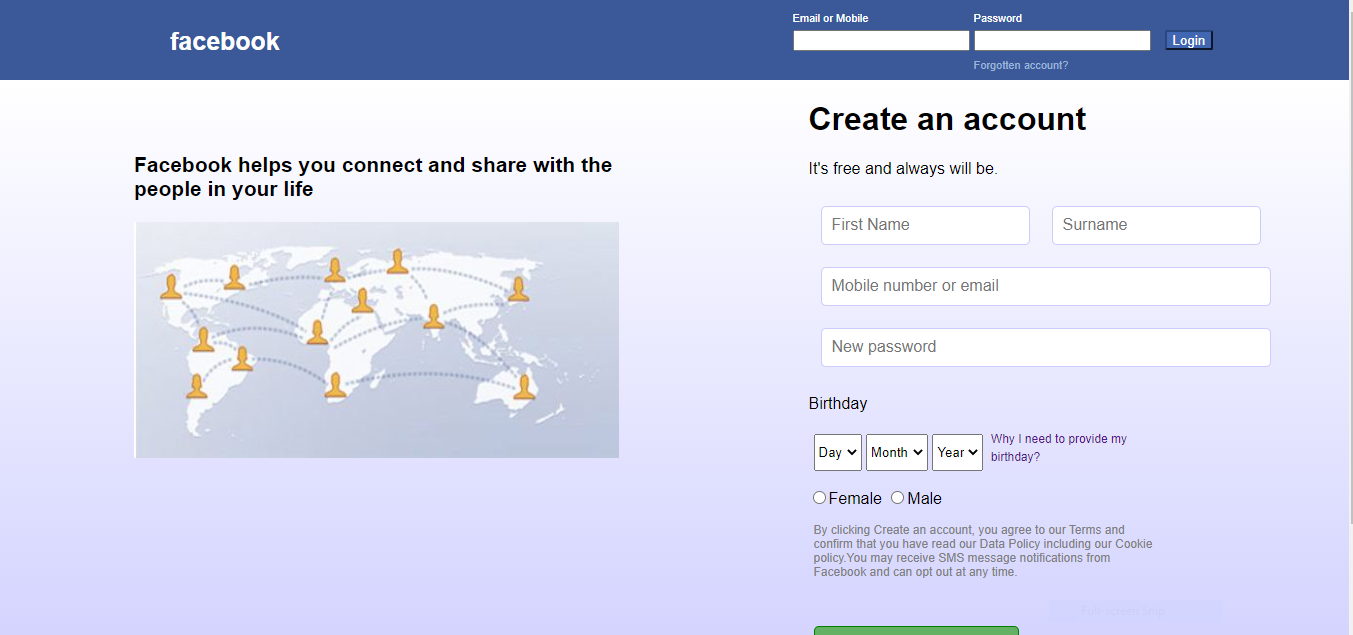 facebook
Email or Mobile
Password
Login
Forgotten account?
Create an account
It's free and always will be.
Facebook helps you connect and share with the
people in your life
First Name
Surname
Mobile number or email
New password
Birthday
Day
Month
Year
Why I need to provide my
birthday?
Female
Male
By clicking Create an account, you agree to our Terms and
confirm that you have read our Data Policy including our Cookie
policy.You may receive SMS message notifications from
Facebook and can opt out at any time.